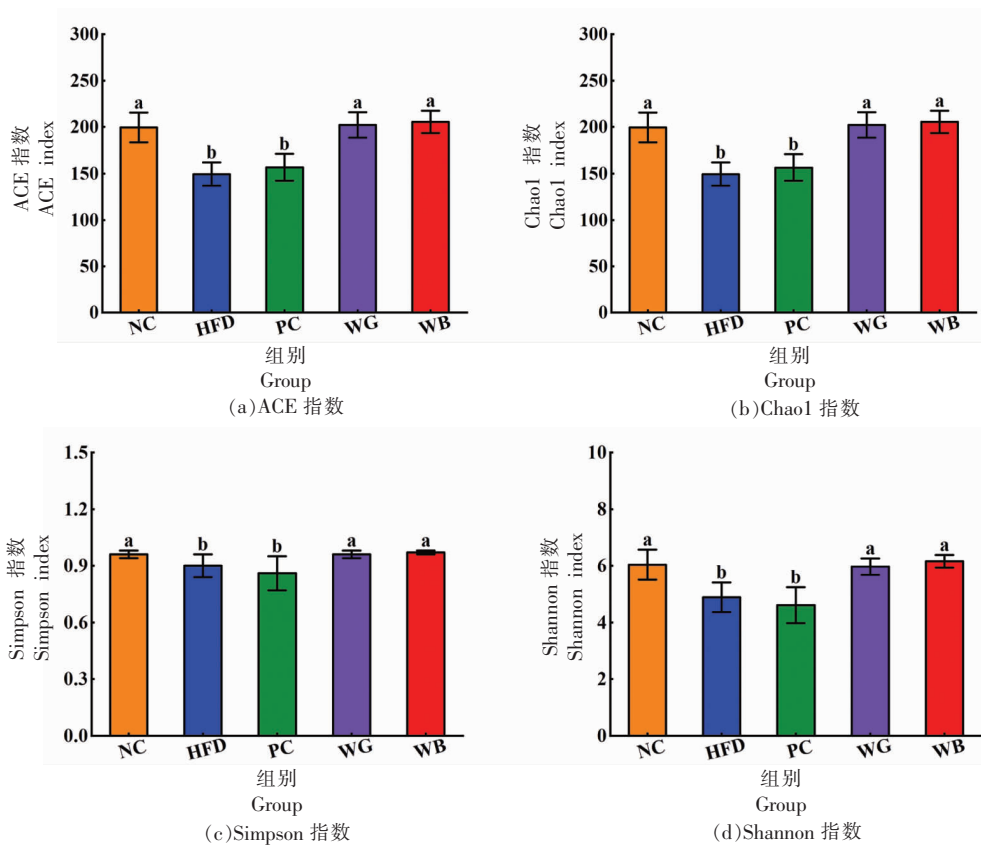 ACE 指数
ACE index
300
250
200
150
100
50
0
a
b
b
a
a
NC
HFD
PC
WG
WB
组别
Group
(a)ACE 指数
Chao1 指数
Chao1 index
300
250
200
150
100
50
0
a
b
b
a
a
NC
HFD
PC
WG
WB
组别
Group
(b)Chao1 指数
Simpson 指数
Simpson index
1.5
1.2
0.9
0.6
0.3
0.0
a
b
b
a
a
NC
HFD
PC
WG
WB
组别
Group
(c)Simpson 指数
Shannon 指数
Shannon index
10
8
6
4
2
0
a
b
b
a
a
NC
HFD
PC
WG
WB
组别
Group
(d)Shannon 指数